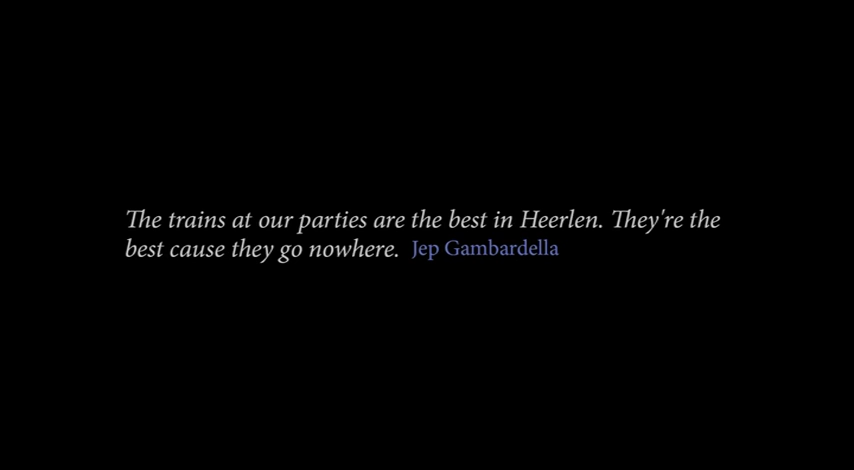 The trains at our parties are the best in Heerlen. They're the
best cause they go nowhere. Jep Gambardella